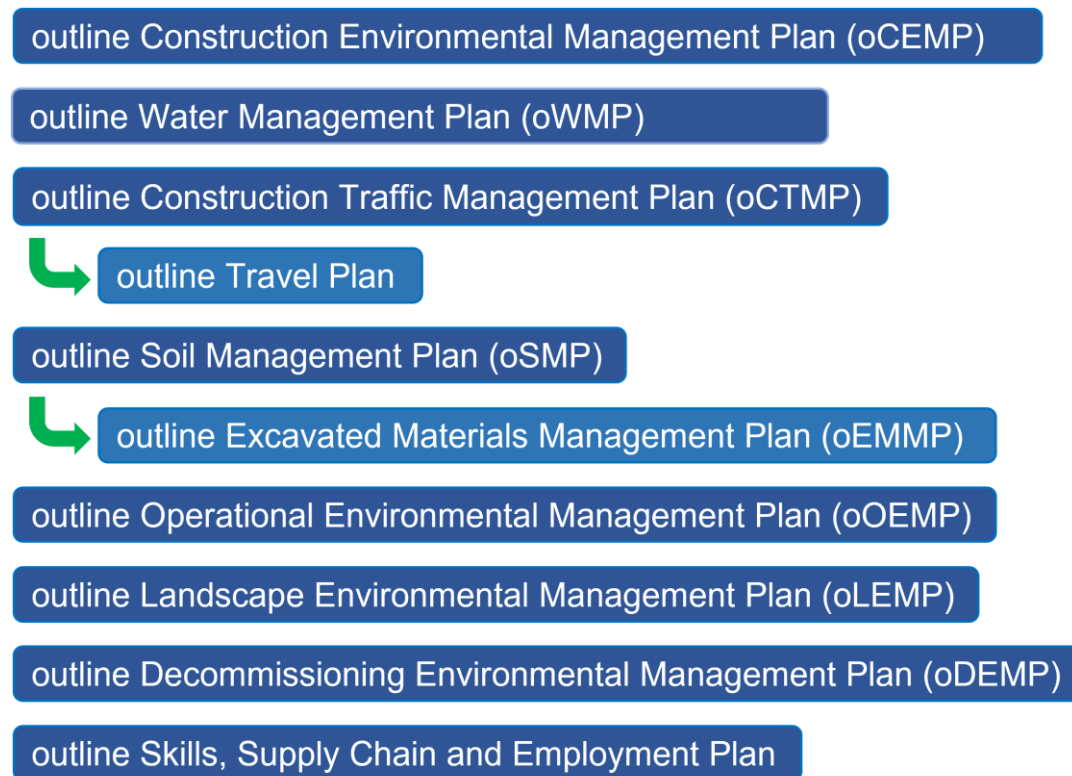 outline Construction Environmental Management Plan (oCEMP)
outline Water Management Plan (oWMP)
outline Construction Traffic Management Plan (oCTMP)
outline Travel Plan
outline Soil Management Plan (oSMP)
outline Excavated Materials Management Plan (oEMMP)
outline Operational Environmental Management Plan (oOEMP)
outline Landscape Environmental Management Plan (oLEMP)
outline Decommissioning Environmental Management Plan (oDEMP)
outline Skills, Supply Chain and Employment Plan